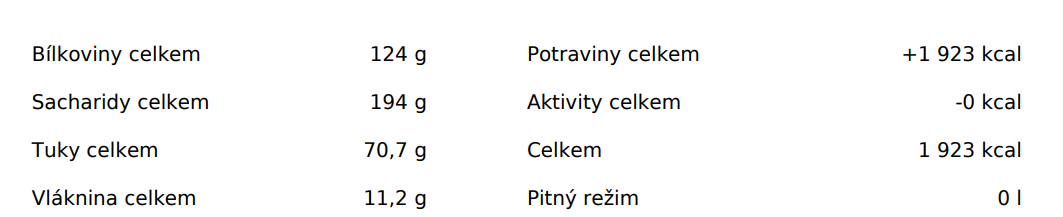 Bílkoviny celkem 124 g Potraviny celkem +1 923 kcal
Sacharidy celkem 194 g Aktivity celkem -0 kcal
Tuky celkem 70,7 g Celkem 1 923 kcal
Vláknina celkem 11,2 g Pitný režim 0 l